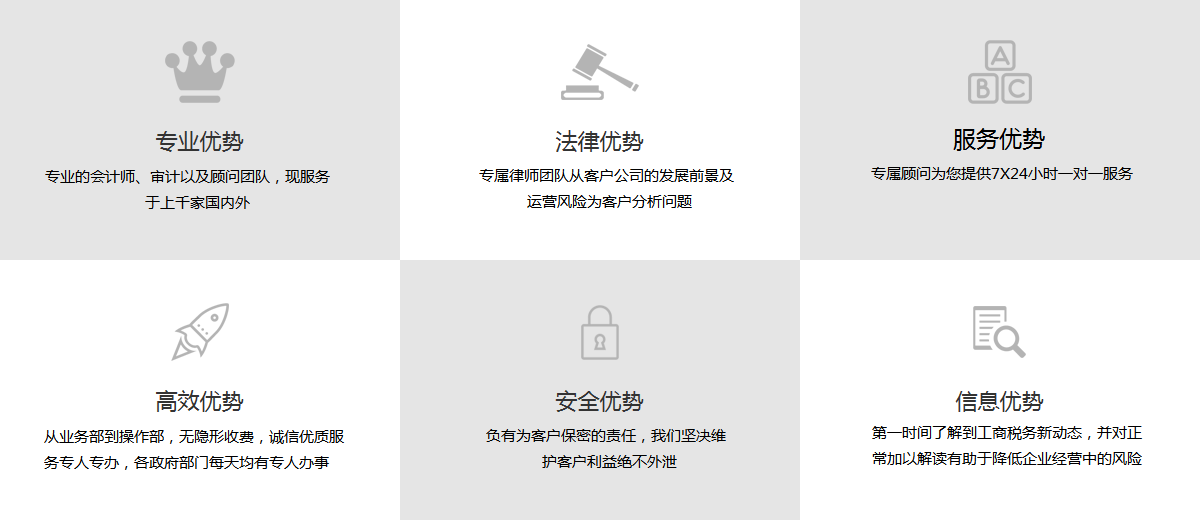 专业优势
专业的会计师、审计以及顾问团队，现服务
于上千家国内外
法律优势
专属律师团队从客户公司的发展前景及
运营风险为客户分析问题
A
B C
服务优势
专属顾问为您提供7X24小时一对一服务
高效优势
从业务部到操作部，无隐形收费，诚信优质服
务专人专办，各政府部门每天均有专人办事
安全优势
负有为客户保密的责任，我们坚决维
护客户利益绝不外泄
信息优势
第一时间了解到工商税务新动态，并对正
常加以解读有助于降低企业经营中的风险